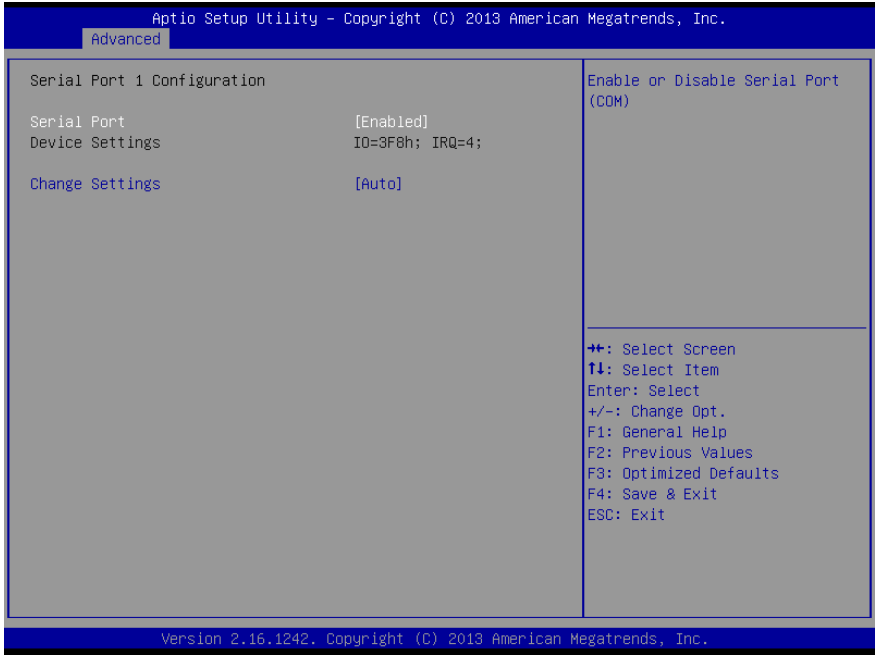 Aptio Setup Utility – Copyright (C) 2013 American Megatrends, Inc.
Advanced
Serial Port 1 Configuration
Serial Port [Enabled]
Device Settings IO=3F8h; IRQ=4;
Change Settings [Auto]
Enable or Disable Serial Port
(COM)
→←: Select Screen
↑↓: Select Item
Enter: Select
+/-: Change Opt.
F1: General Help
F2: Previous Values
F3: Optimized Defaults
F4: Save & Exit
ESC: Exit
Version 2.16.1242. Copyright (C) 2013 American Megatrends, Inc.